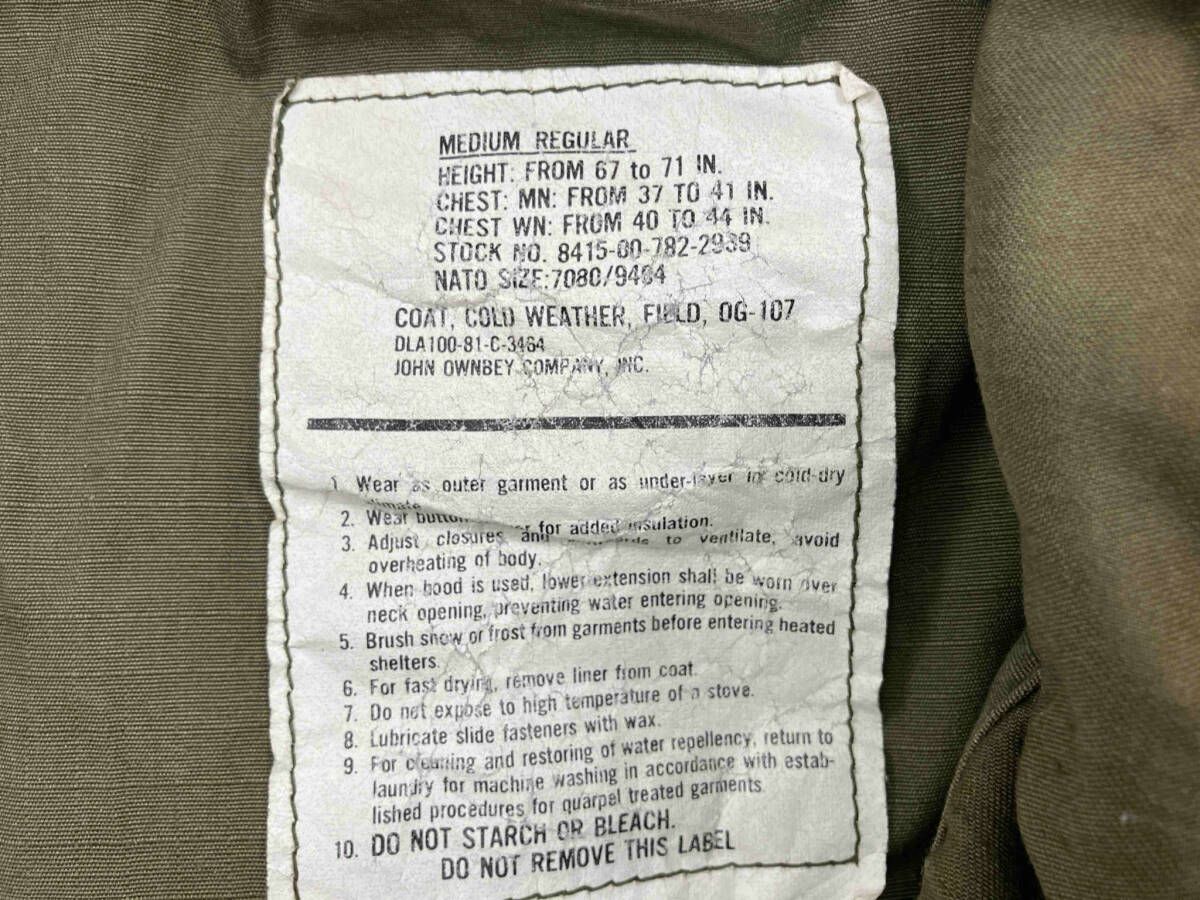 MEDIUM REGULAR
HEIGHT: FROM 67 to 71 IN.
CHEST: MN: FROM 37 TO 41 IN.
CHEST WN: FROM 40 TO 44 IN.
STOCK NO. 8415-00-782-2939
NATO SIZE:7080/9404
COAT, COLD WEATHER, FIELD, OG-107
DLA100-81-C-3464
JOHN OWNBEY COMPANY, INC.
1 Wear as outer garment or as under-layer in cold-dry
climate
2. Wear for added insulation.
3. Adjust closures and to ventilate, avoid
overheating of body.
4. When hood is used, lower extension shall be worn over
neck opening, preventing water entering opening.
5. Brush snow or frost from garments before entering heated
shelters.
6. For fast drying, remove liner from coat.
7. Do not expose to high temperature of a stove.
8. Lubricate slide fasteners with wax.
9. For cleaning and restoring of water repellency, return to
laundry for machine washing in accordance with estab-
lished procedures for quarpel treated garments
10. DO NOT STARCH OR BLEACH.
DO NOT REMOVE THIS LABEL